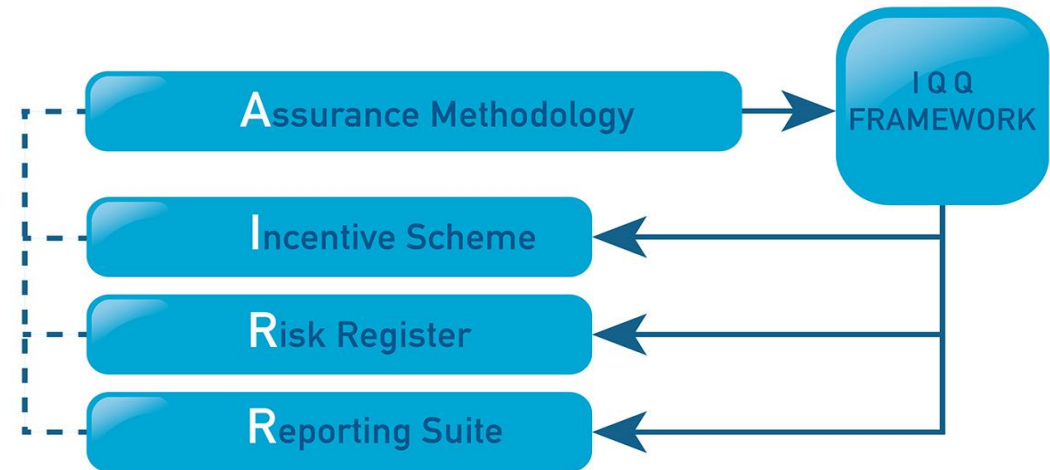 Assurance Methodology
IQQ
FRAMEWORK
Incentive Scheme
Risk Register
Reporting Suite